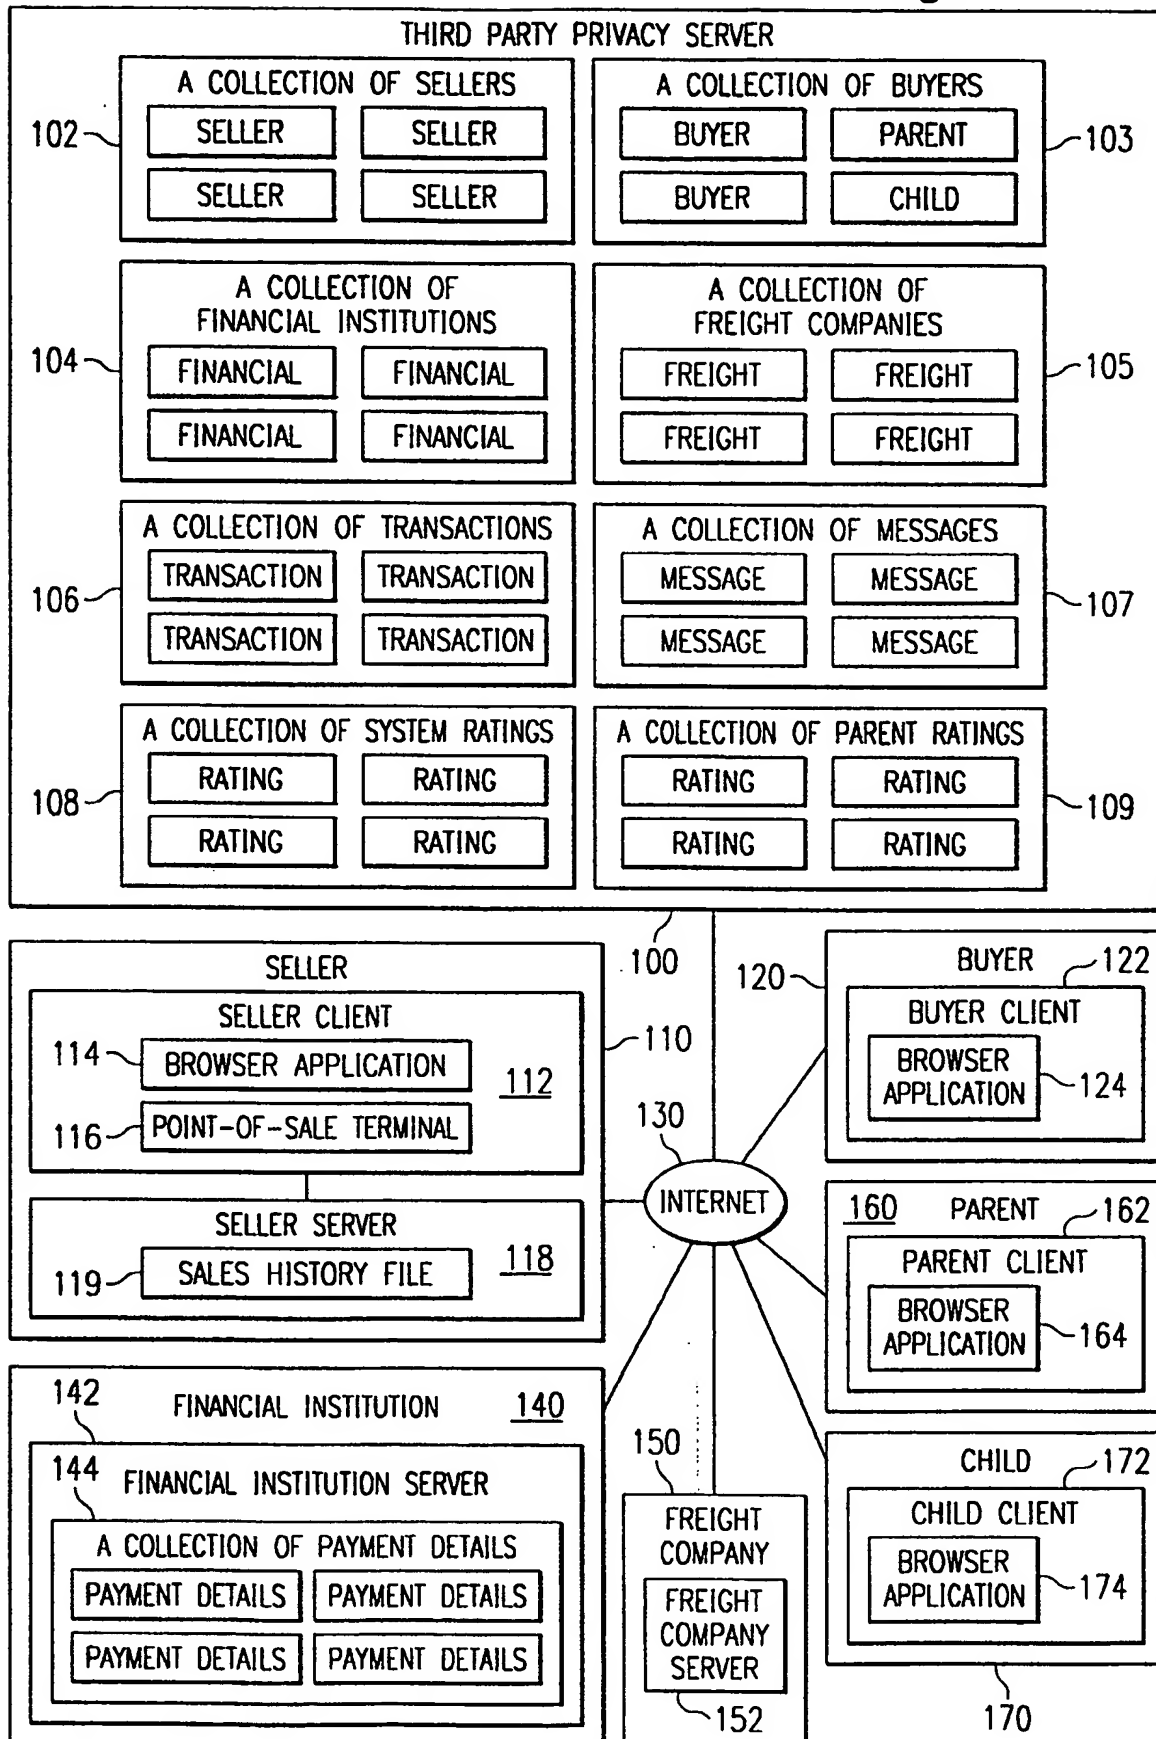 THIRD PARTY PRIVACY SERVER
A COLLECTION OF SELLERS
102
SELLER SELLER
SELLER SELLER
A COLLECTION OF BUYERS
BUYER PARENT
103
BUYER CHILD
A COLLECTION OF
FINANCIAL INSTITUTIONS
104
FINANCIAL FINANCIAL
FINANCIAL FINANCIAL
A COLLECTION OF
FREIGHT COMPANIES
FREIGHT FREIGHT
105
FREIGHT FREIGHT
A COLLECTION OF TRANSACTIONS
TRANSACTION TRANSACTION
106
TRANSACTION TRANSACTION
A COLLECTION OF MESSAGES
MESSAGE MESSAGE
107
MESSAGE MESSAGE
A COLLECTION OF SYSTEM RATINGS
RATING RATING
108
RATING RATING
A COLLECTION OF PARENT RATINGS
RATING RATING
109
RATING RATING
100
SELLER
SELLER CLIENT
110
114
BROWSER APPLICATION
112
116
POINT-OF-SALE TERMINAL
SELLER SERVER
118
119
SALES HISTORY FILE
130
INTERNET
120
BUYER
122
BUYER CLIENT
BROWSER
APPLICATION
124
160
PARENT
162
PARENT CLIENT
BROWSER
APPLICATION
164
142
FINANCIAL INSTITUTION
140
144
FINANCIAL INSTITUTION SERVER
A COLLECTION OF PAYMENT DETAILS
PAYMENT DETAILS PAYMENT DETAILS
PAYMENT DETAILS PAYMENT DETAILS
150
FREIGHT
COMPANY
FREIGHT
COMPANY
SERVER
152
CHILD
172
CHILD CLIENT
BROWSER
APPLICATION
174
170